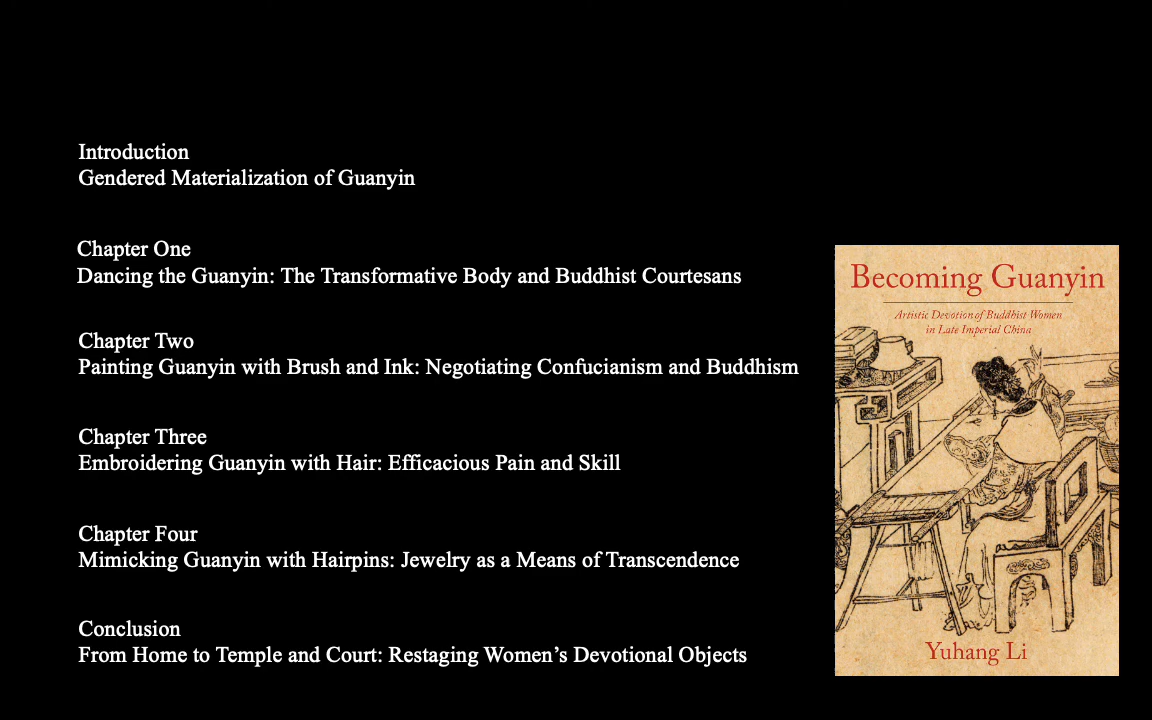 Introduction
Gendered Materialization of Guanyin
Chapter One
Dancing the Guanyin: The Transformative Body and Buddhist Courtesans
Chapter Two
Painting Guanyin with Brush and Ink: Negotiating Confucianism and Buddhism
Chapter Three
Embroidering Guanyin with Hair: Efficacious Pain and Skill
Chapter Four
Mimicking Guanyin with Hairpins: Jewelry as a Means of Transcendence
Conclusion
From Home to Temple and Court: Restaging Women’s Devotional Objects
Becoming Guanyin
Artistic Devotion of Buddhist Women
in Late Imperial China
Yuhang Li